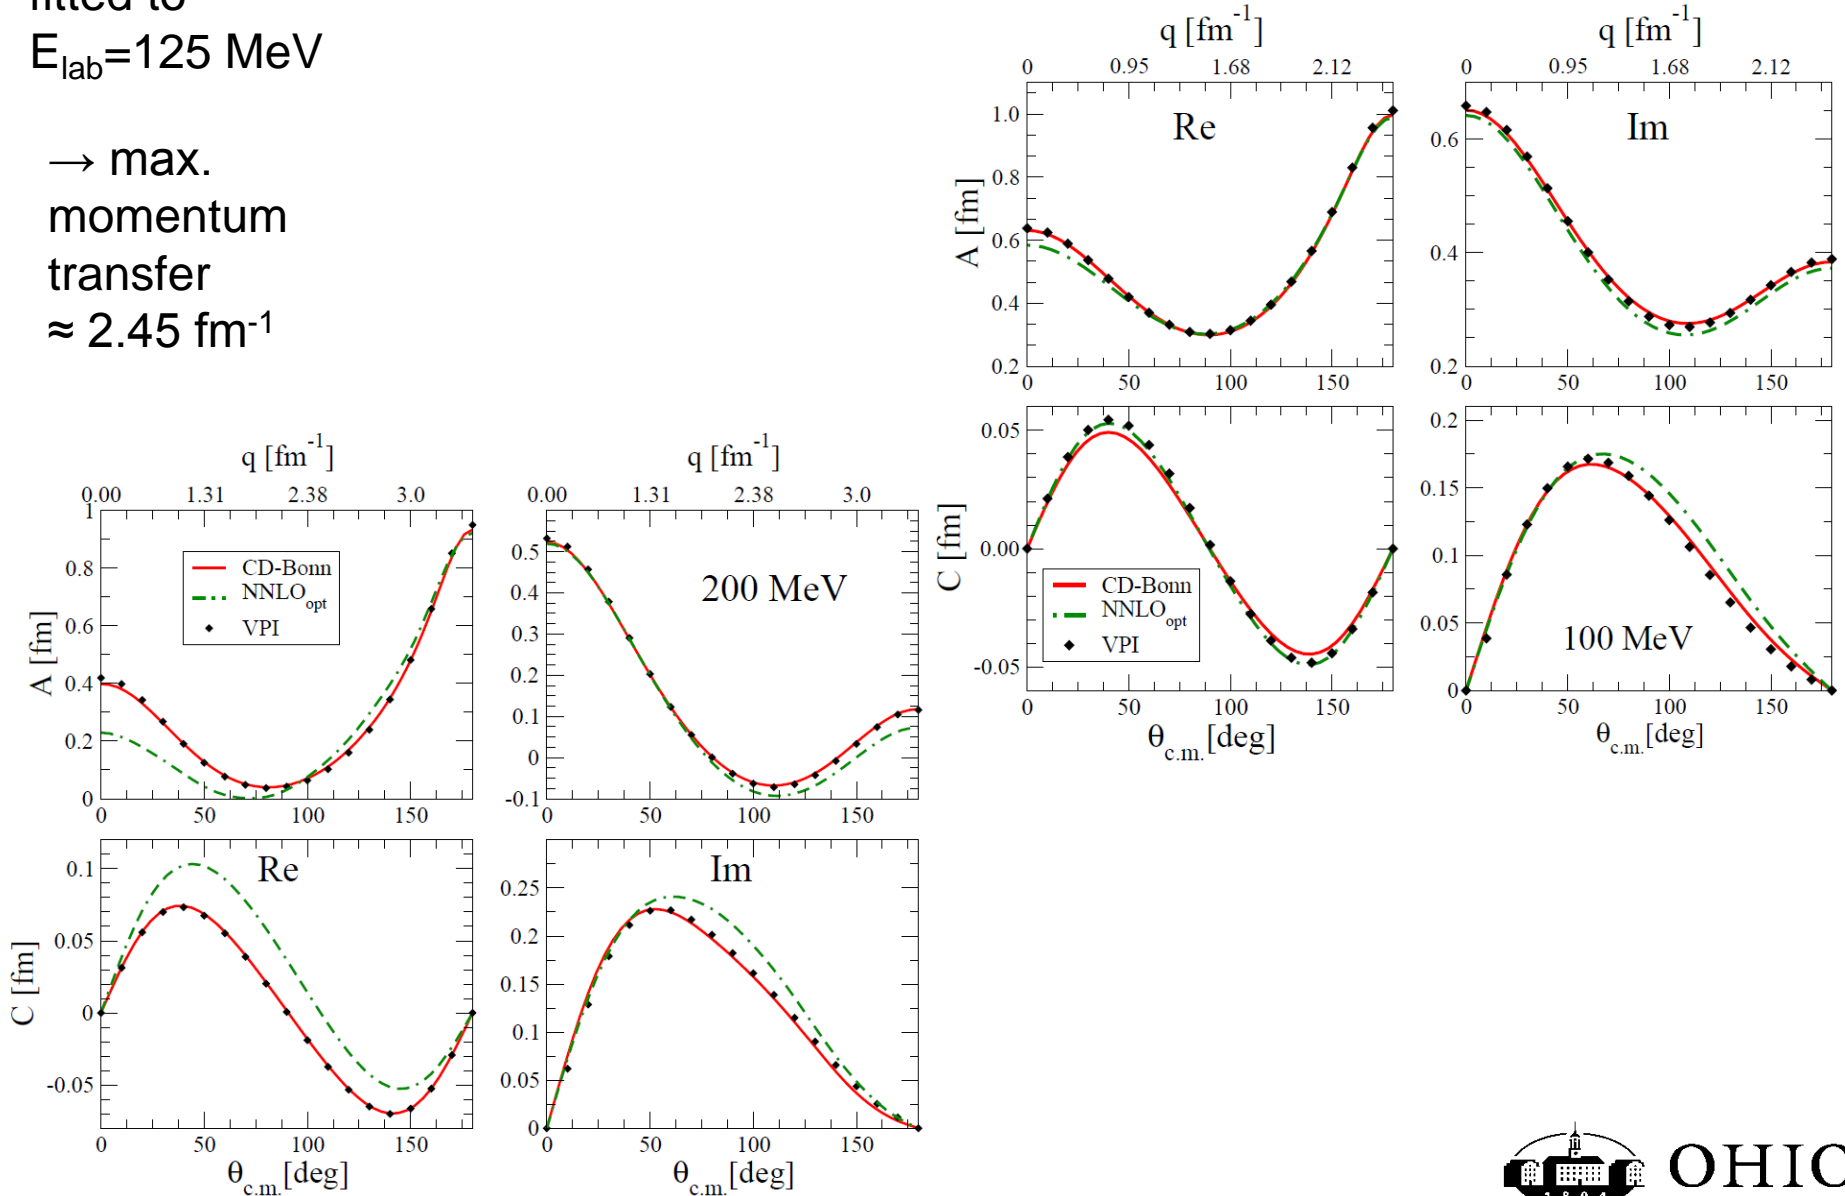 fitted to
E_lab=125 MeV
→ max.
momentum
transfer
≈ 2.45 fm^-1
q [fm^-1]
q [fm^-1]
0 0.95 1.68 2.12
0 0.95 1.68 2.12
Re
Im
A [fm]
1.0
0.8
0.6
0.4
0.2
0.6
0.4
0.2
0 50 100 150
0 50 100 150
C [fm]
0.05
0.00
-0.05
CD-Bonn
NNLO_opt
VPI
0.2
0.15
0.1
0.05
0
100 MeV
0 50 100 150
0 50 100 150
θ_c.m.[deg]
θ_c.m.[deg]
q [fm^-1]
q [fm^-1]
0.00 1.31 2.38 3.0
0.00 1.31 2.38 3.0
A [fm]
1
0.8
0.6
0.4
0.2
0
CD-Bonn
NNLO_opt
VPI
200 MeV
0.5
0.4
0.3
0.2
0.1
0
-0.1
0 50 100 150
0 50 100 150
C [fm]
Re
Im
0.1
0.05
0
-0.05
0.25
0.2
0.15
0.1
0.05
0
0 50 100 150
0 50 100 150
θ_c.m.[deg]
θ_c.m.[deg]
OHIO
1804